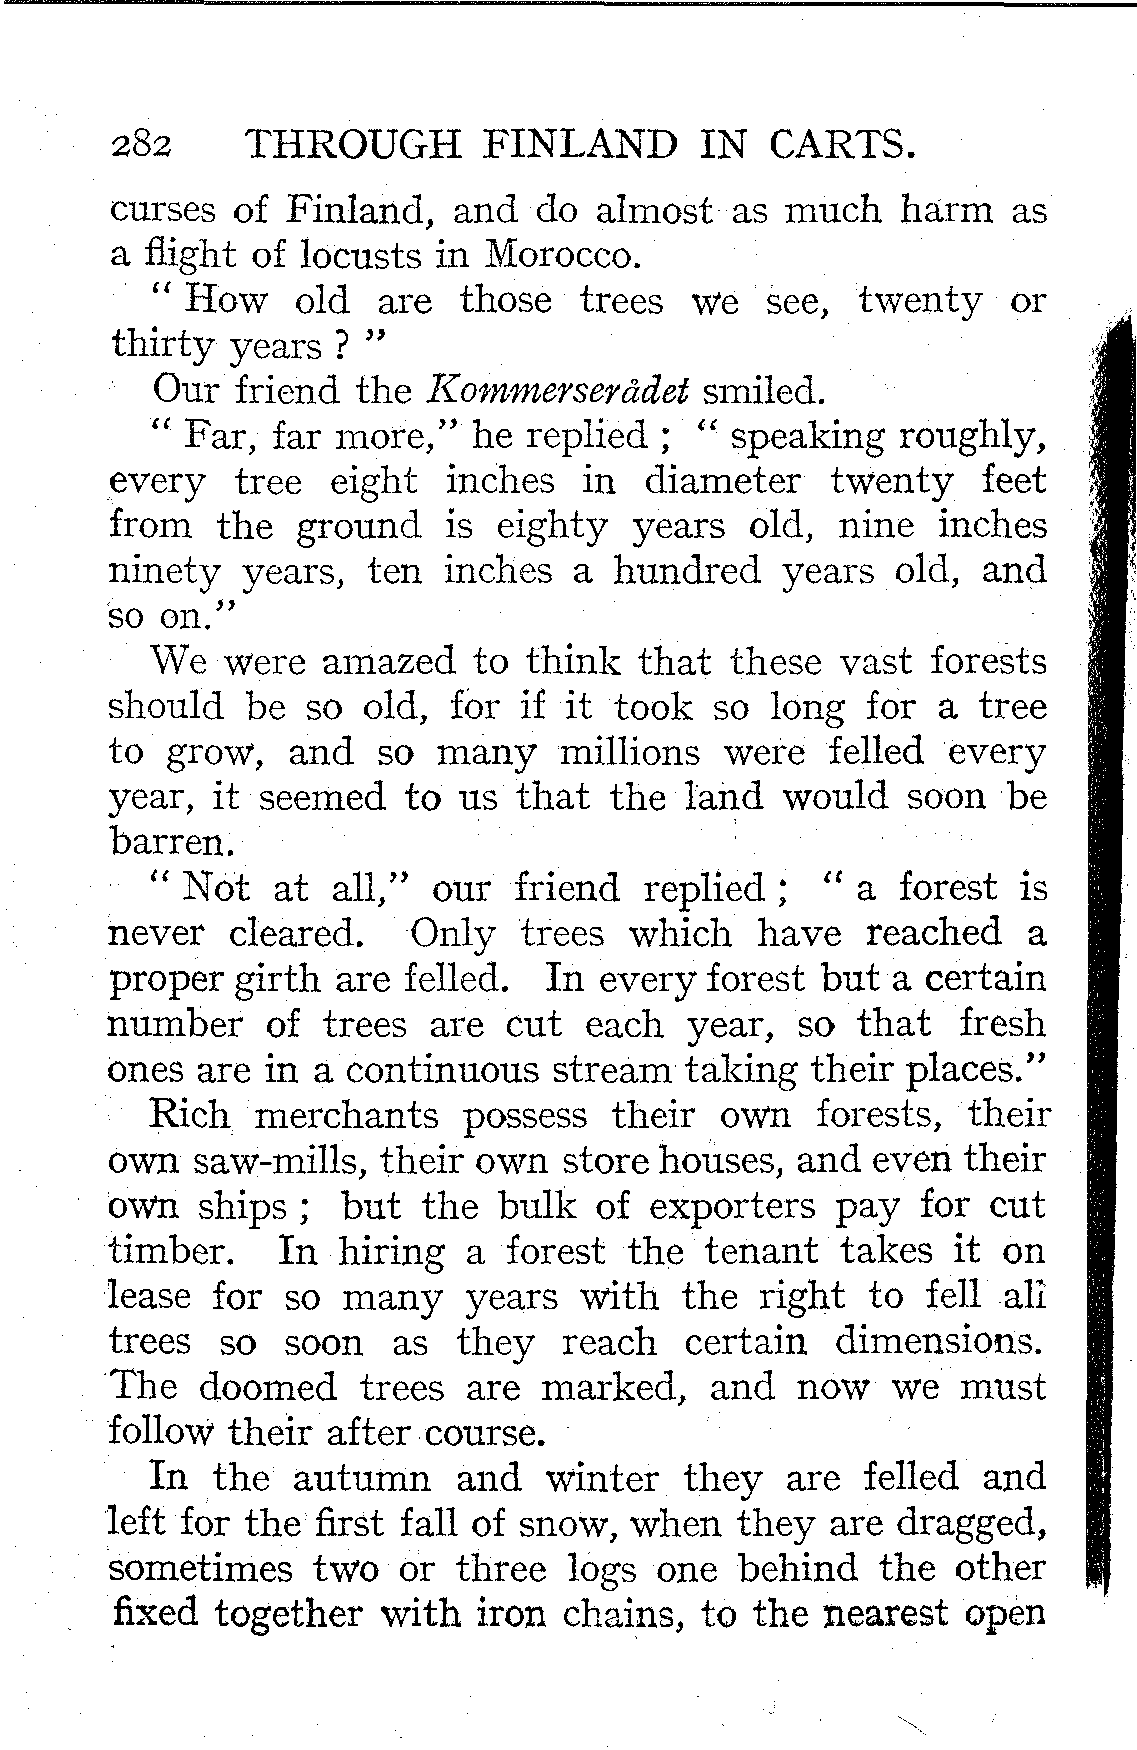 282 THROUGH FINLAND IN CARTS.
curses of Finland, and do almost as much harm as
a flight of locusts in Morocco.
" How old are those trees we see, twenty or
thirty years ? "
Our friend the Kommerserådet smiled.
" Far, far more," he replied ; " speaking roughly,
every tree eight inches in diameter twenty feet
from the ground is eighty years old, nine inches
ninety years, ten inches a hundred years old, and
so on."
We were amazed to think that these vast forests
should be so old, for if it took so long for a tree
to grow, and so many millions were felled every
year, it seemed to us that the land would soon be
barren.
" Not at all," our friend replied ; " a forest is
never cleared. Only trees which have reached a
proper girth are felled. In every forest but a certain
number of trees are cut each year, so that fresh
ones are in a continuous stream taking their places."
Rich merchants possess their own forests, their
own saw-mills, their own store houses, and even their
own ships ; but the bulk of exporters pay for cut
timber. In hiring a forest the tenant takes it on
lease for so many years with the right to fell all
trees so soon as they reach certain dimensions.
The doomed trees are marked, and now we must
follow their after course.
In the autumn and winter they are felled and
left for the first fall of snow, when they are dragged,
sometimes two or three logs one behind the other
fixed together with iron chains, to the nearest open